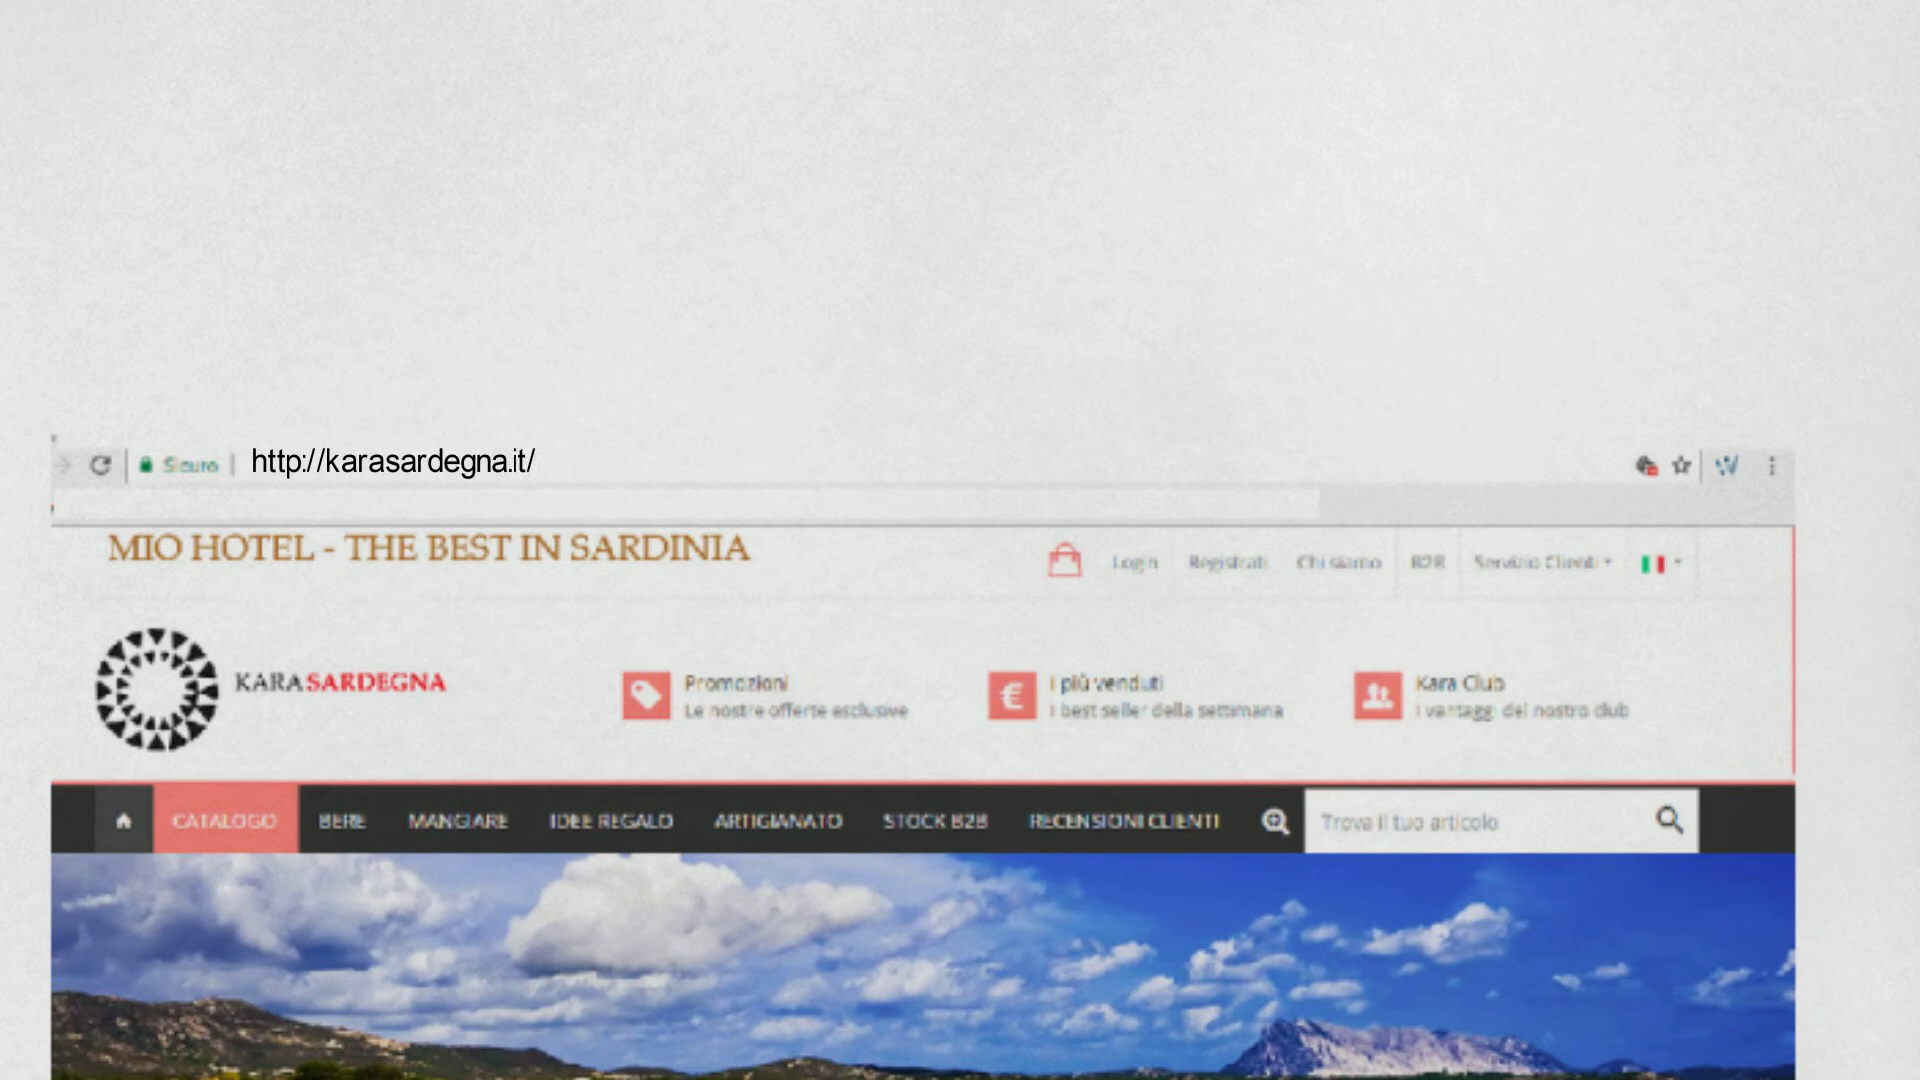 Sicuro | http://karasardegna.it/
MIO HOTEL - THE BEST IN SARDINIA
Login Registrati Chi siamo B2B Servizio Clienti
KARASARDEGNA
Promozioni
Le nostre offerte esclusive
I più venduti
I best seller della settimana
Kara Club
I vantaggi del nostro club
CATALOGO BERE MANGIARE IDEE REGALO ARTIGIANATO STOCK B2B RECENSIONI CLIENTI Trova il tuo articolo